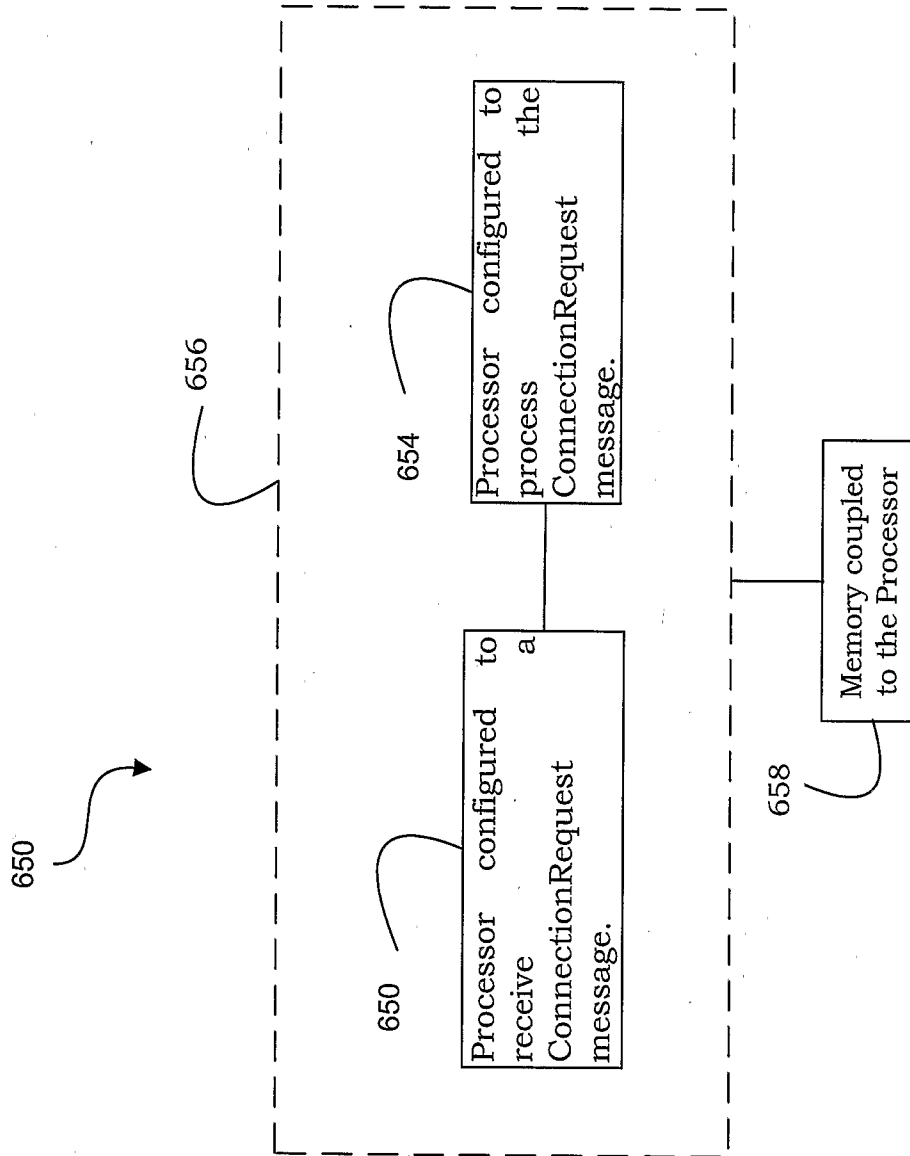 650
656
650
Processor configured to
receive a
ConnectionRequest
message.
654
Processor configured to
process the
ConnectionRequest
message.
658
Memory coupled
to the Processor